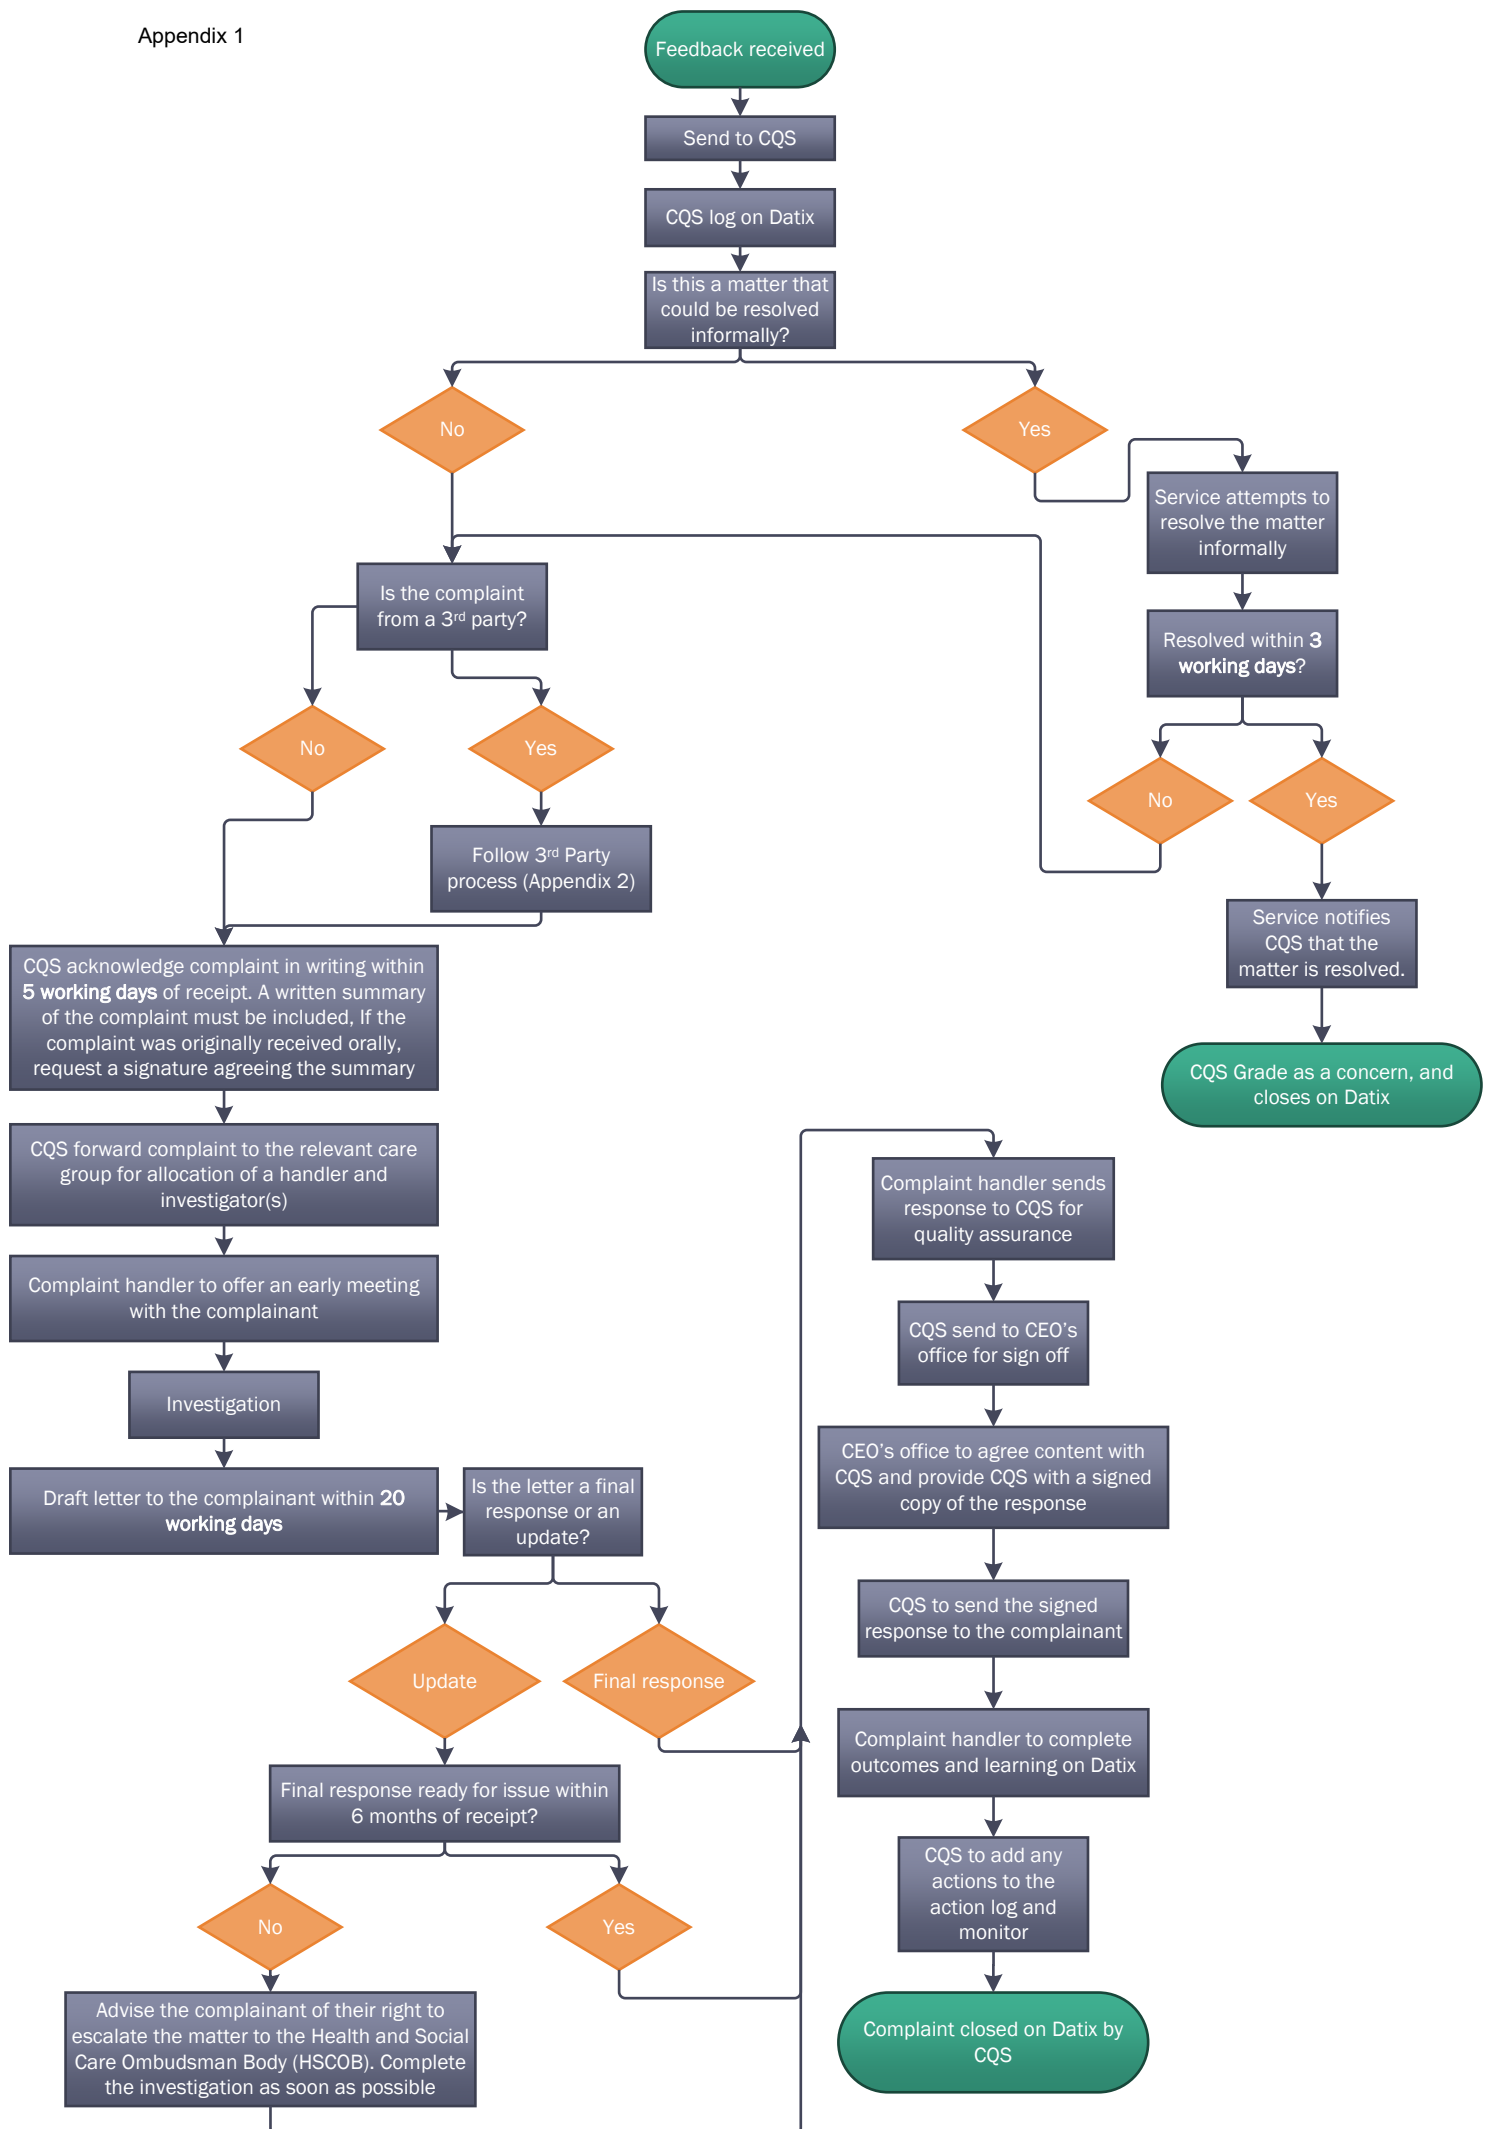 Appendix 1
Feedback received
Send to CQS
CQS log on Datix
Is this a matter that
could be resolved
informally?
No
Yes
Service attempts to
resolve the matter
informally
Is the complaint
from a 3rd party?
Resolved within 3
working days?
No
Yes
No
Yes
Follow 3rd Party
process (Appendix 2)
Service notifies
CQS that the
matter is resolved.
CQS Grade as a concern, and
closes on Datix
CQS acknowledge complaint in writing within
5 working days of receipt. A written summary
of the complaint must be included, If the
complaint was originally received orally,
request a signature agreeing the summary
CQS forward complaint to the relevant care
group for allocation of a handler and
investigator(s)
Complaint handler to offer an early meeting
with the complainant
Investigation
Draft letter to the complainant within 20
working days
Is the letter a final
response or an
update?
Update
Final response
Final response ready for issue within
6 months of receipt?
No
Yes
Advise the complainant of their right to
escalate the matter to the Health and Social
Care Ombudsman Body (HSCOB). Complete
the investigation as soon as possible
Complaint handler sends
response to CQS for
quality assurance
CQS send to CEO's
office for sign off
CEO's office to agree content with
CQS and provide CQS with a signed
copy of the response
CQS to send the signed
response to the complainant
Complaint handler to complete
outcomes and learning on Datix
CQS to add any
actions to the
action log and
monitor
Complaint closed on Datix by
CQS